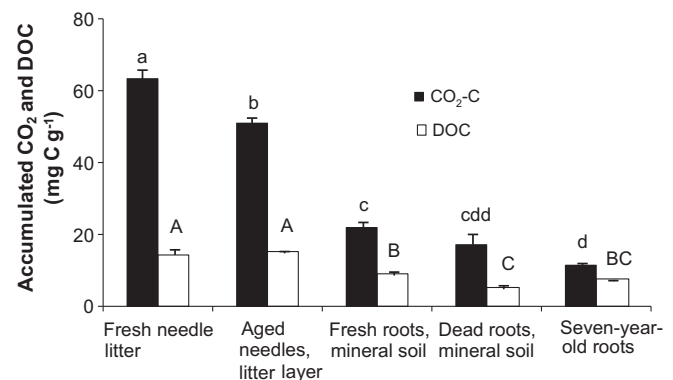 Accumulated CO₂ and DOC
(mg C g⁻¹)
80
60
40
20
0
a
b
c
cdd
d
A
A
B
C
BC
CO₂-C
DOC
Fresh needle
litter
Aged
needles,
litter layer
Fresh roots,
mineral soil
Dead roots,
mineral soil
Seven-year-
old roots